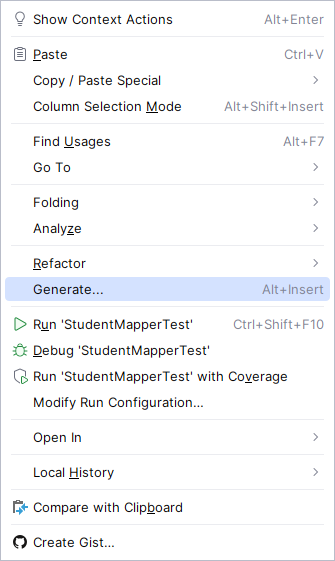 Show Context Actions Alt+Enter
Paste Ctrl+V
Copy / Paste Special
Column Selection Mode Alt+Shift+Insert
Find Usages Alt+F7
Go To
Folding
Analyze
Refactor
Generate... Alt+Insert
Run 'StudentMapperTest' Ctrl+Shift+F10
Debug 'StudentMapperTest'
Run 'StudentMapperTest' with Coverage
Modify Run Configuration...
Open In
Local History
Compare with Clipboard
Create Gist...